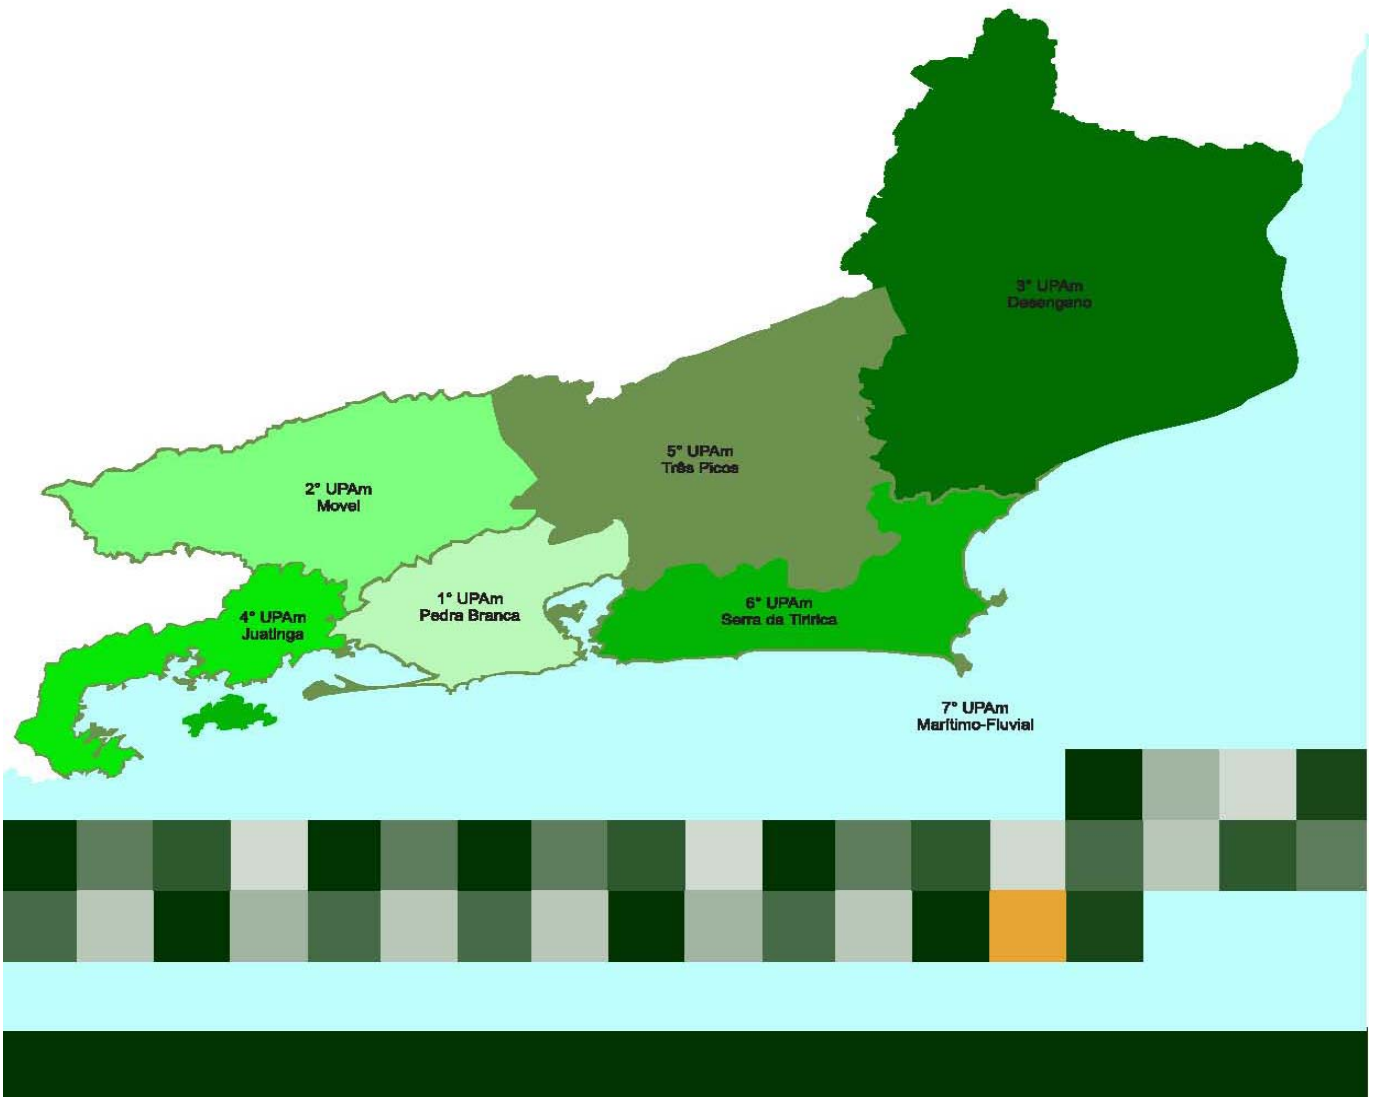 3° UPAm
Desengano
5° UPAm
Três Picos
2° UPAm
Movel
1° UPAm
Pedra Branca
4° UPAm
Juatinga
6° UPAm
Serra da Tiririca
7° UPAm
Marítimo-Fluvial